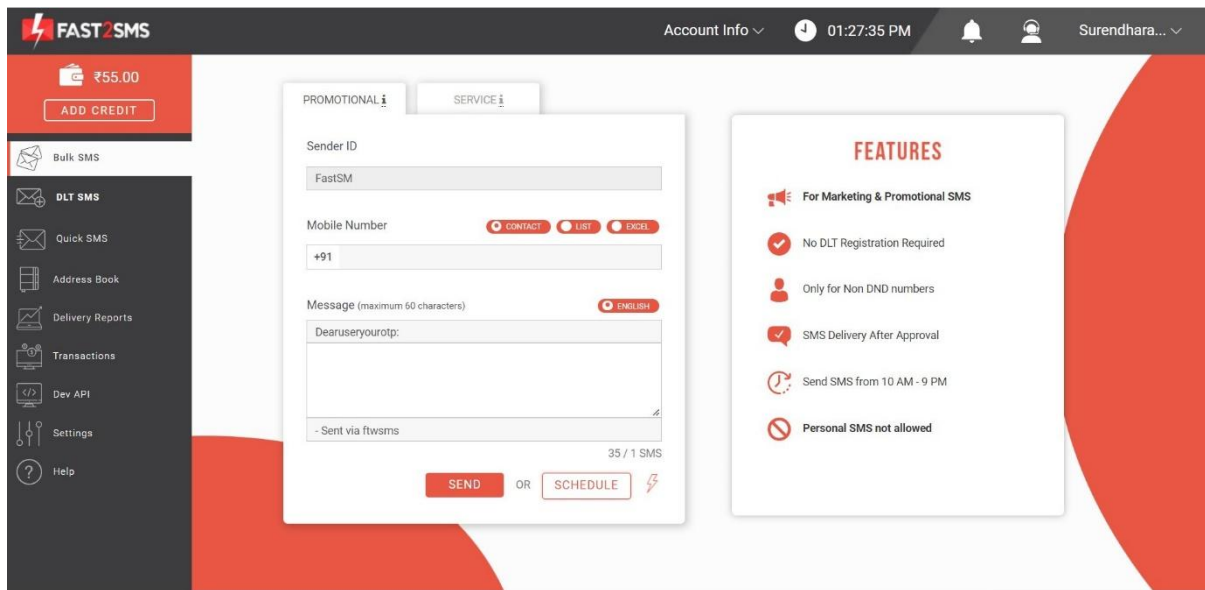 FAST2SMS
Account Info
01:27:35 PM
Surendhara...
₹55.00
ADD CREDIT
Bulk SMS
DLT SMS
Quick SMS
Address Book
Delivery Reports
Transactions
Dev API
Settings
Help
PROMOTIONAL i
SERVICE i
Sender ID
FastSM
Mobile Number
CONTACT LIST EXCEL
+91
Message (maximum 60 characters)
ENGLISH
Dearuseryourotp:
- Sent via ftwsms
35 / 1 SMS
SEND OR SCHEDULE
FEATURES
For Marketing & Promotional SMS
No DLT Registration Required
Only for Non DND numbers
SMS Delivery After Approval
Send SMS from 10 AM - 9 PM
Personal SMS not allowed